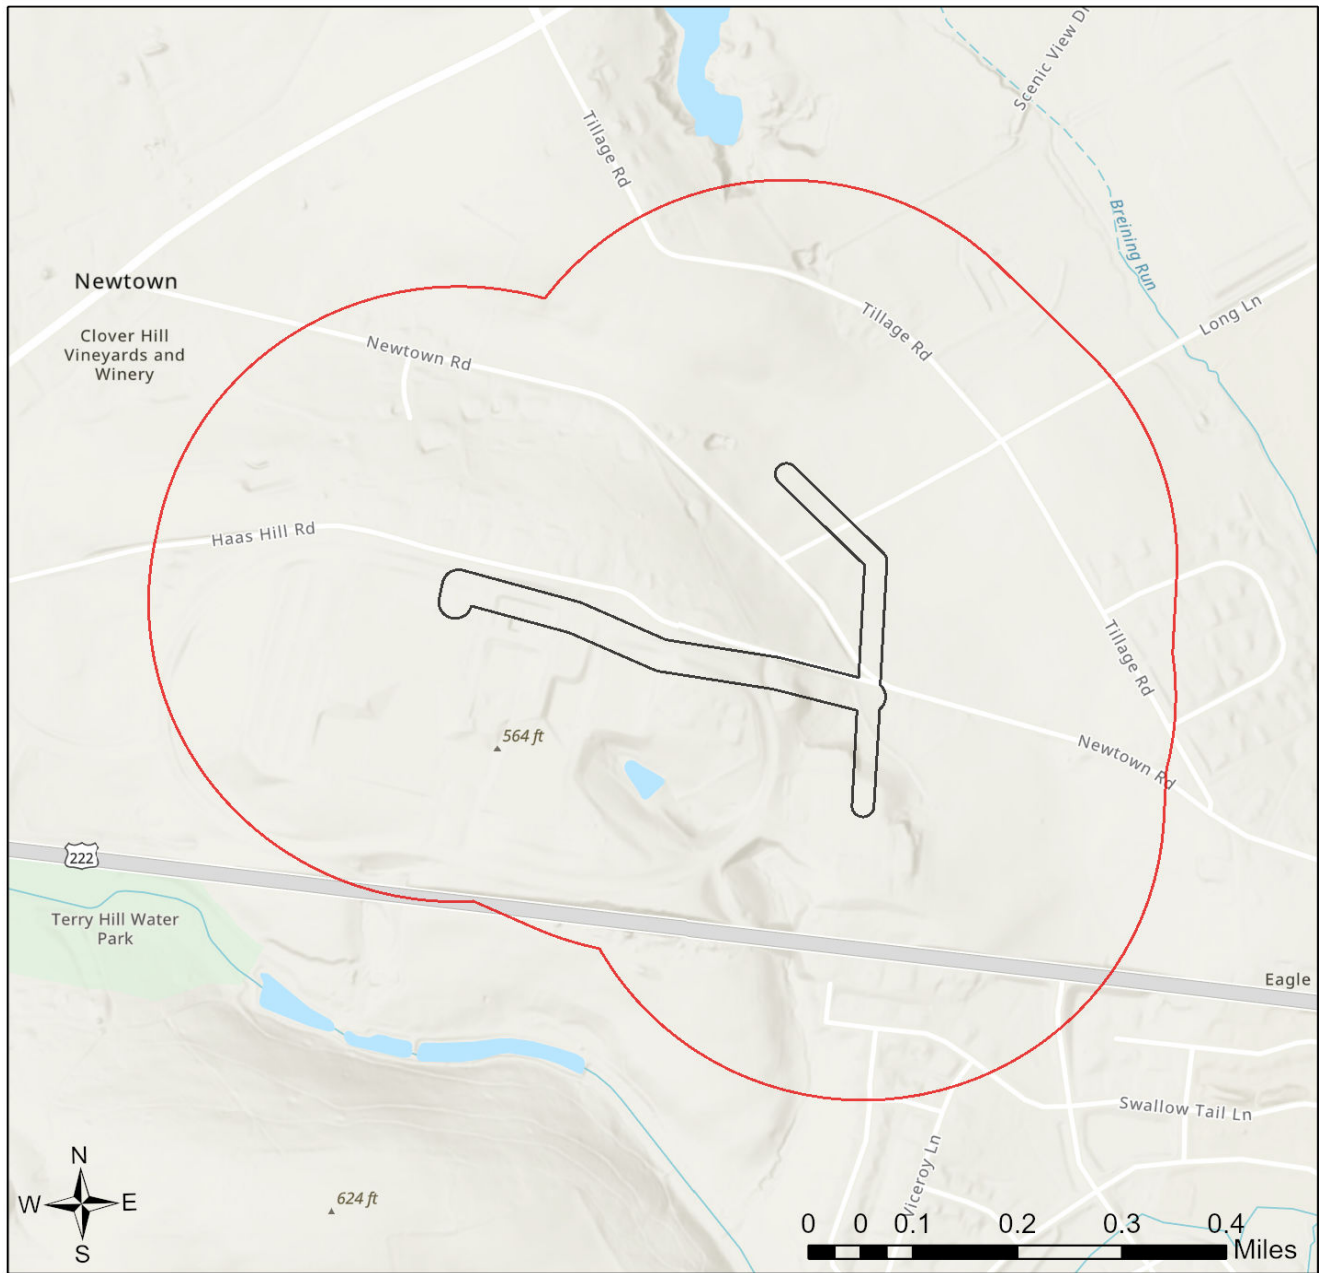 Scenic View Dr
Tillage Rd
Breining Run
Newtown
Clover Hill
Vineyards and
Winery
Newtown Rd
Tillage Rd
Long Ln
Haas Hill Rd
Tillage Rd
564 ft
Newtown Rd
222
Terry Hill Water
Park
Eagle
Swallow Tail Ln
Viceroy Ln
624 ft
N
W
E
S
0 0 0.1 0.2 0.3 0.4
Miles